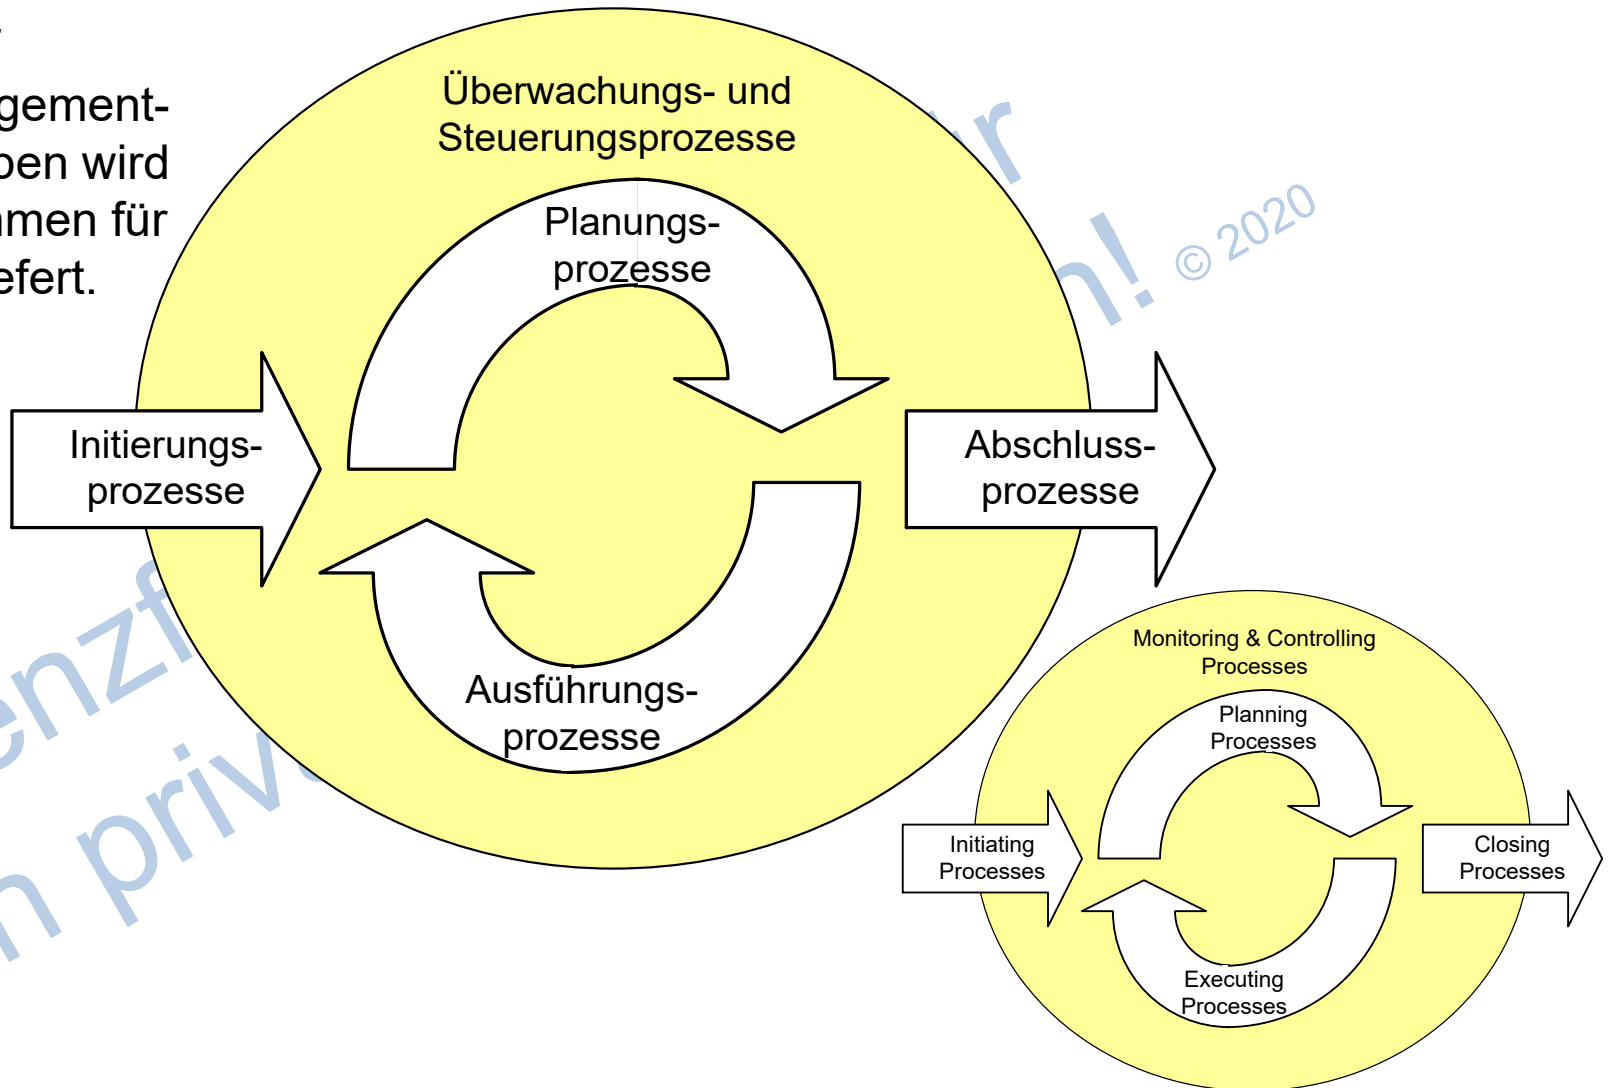 gement-
ben wird
men für
efert.
Überwachungs- und
Steuerungsprozesse
Planungs-
prozesse
Initierungs-
prozesse
Abschluss-
prozesse
Ausführungs-
prozesse
Monitoring & Controlling
Processes
Planning
Processes
Initiating
Processes
Closing
Processes
Executing
Processes
© 2020